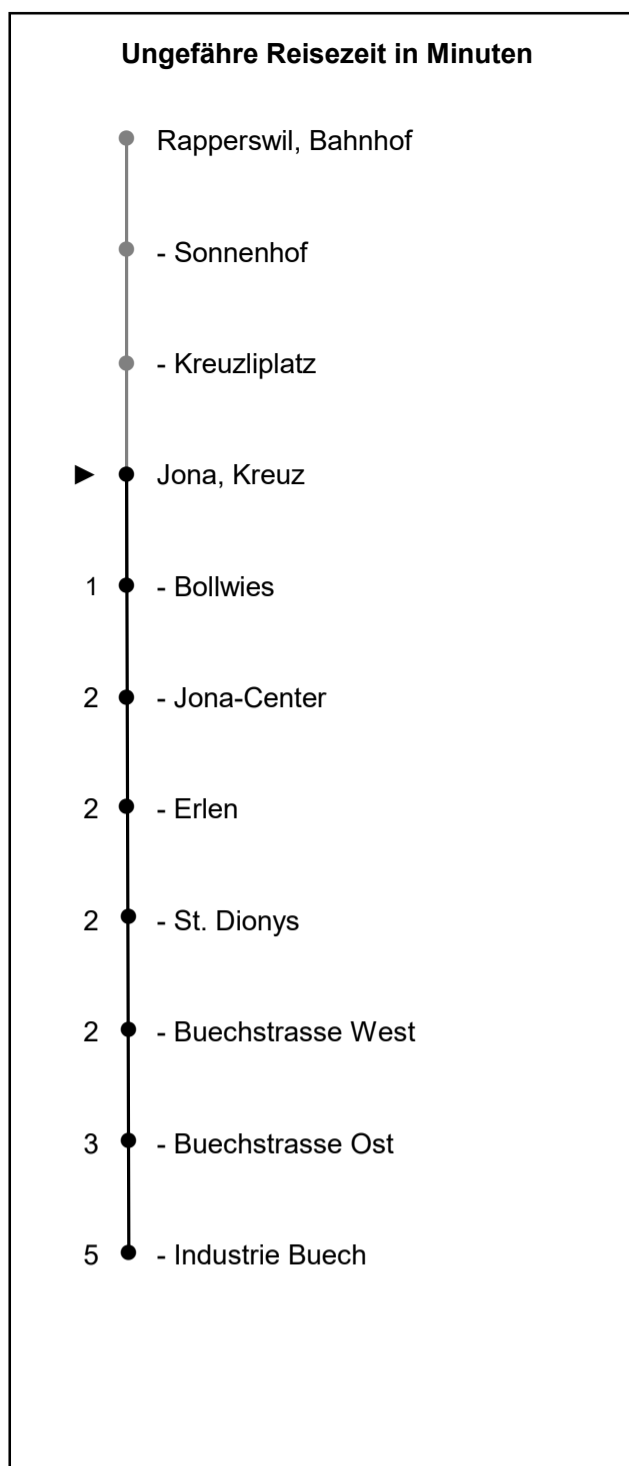 Ungefähre Reisezeit in Minuten
Rapperswil, Bahnhof
- Sonnenhof
- Kreuzliplatz
► Jona, Kreuz
1 - Bollwies
2 - Jona-Center
2 - Erlen
2 - St. Dionys
2 - Buechstrasse West
3 - Buechstrasse Ost
5 - Industrie Buech